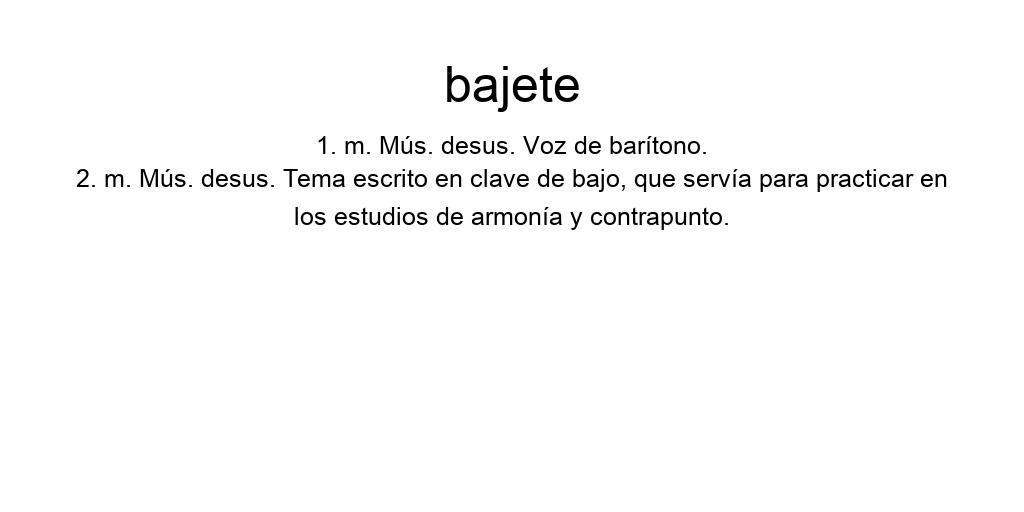 bajete
1. m. Mús. desus. Voz de barítono.
2. m. Mús. desus. Tema escrito en clave de bajo, que servía para practicar en
los estudios de armonía y contrapunto.